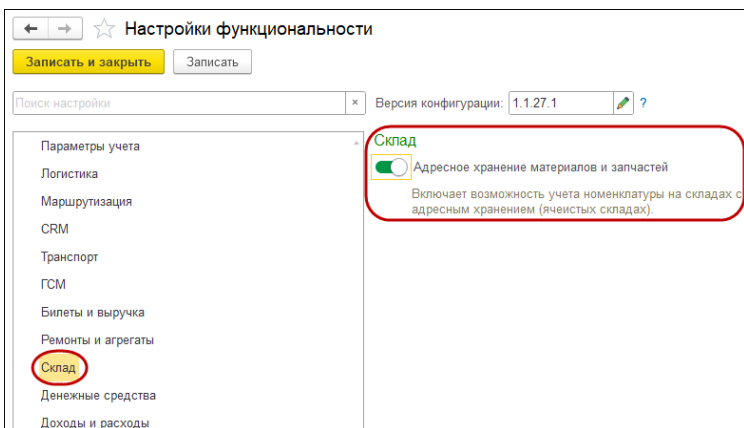 Настройки функциональности
Записать и закрыть
Записать
Поиск настройки
×
Версия конфигурации:
1.1.27.1
?
Параметры учета
Логистика
Маршрутизация
CRM
Транспорт
ГСМ
Билеты и выручка
Ремонты и агрегаты
Склад
Денежные средства
Доходы и расходы
Склад
Адресное хранение материалов и запчастей
Включает возможность учета номенклатуры на складах с
адресным хранением (ячеистых складах).